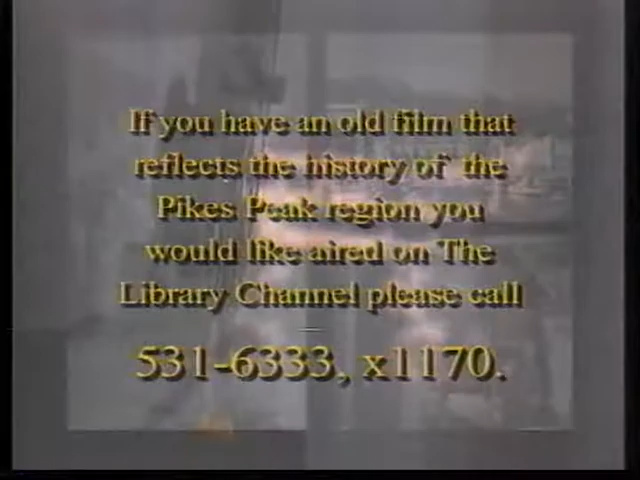 If you have an old film that
reflects the history of the
Pikes Peak region you
would like aired on The
Library Channel please call
531-6333, x1170.